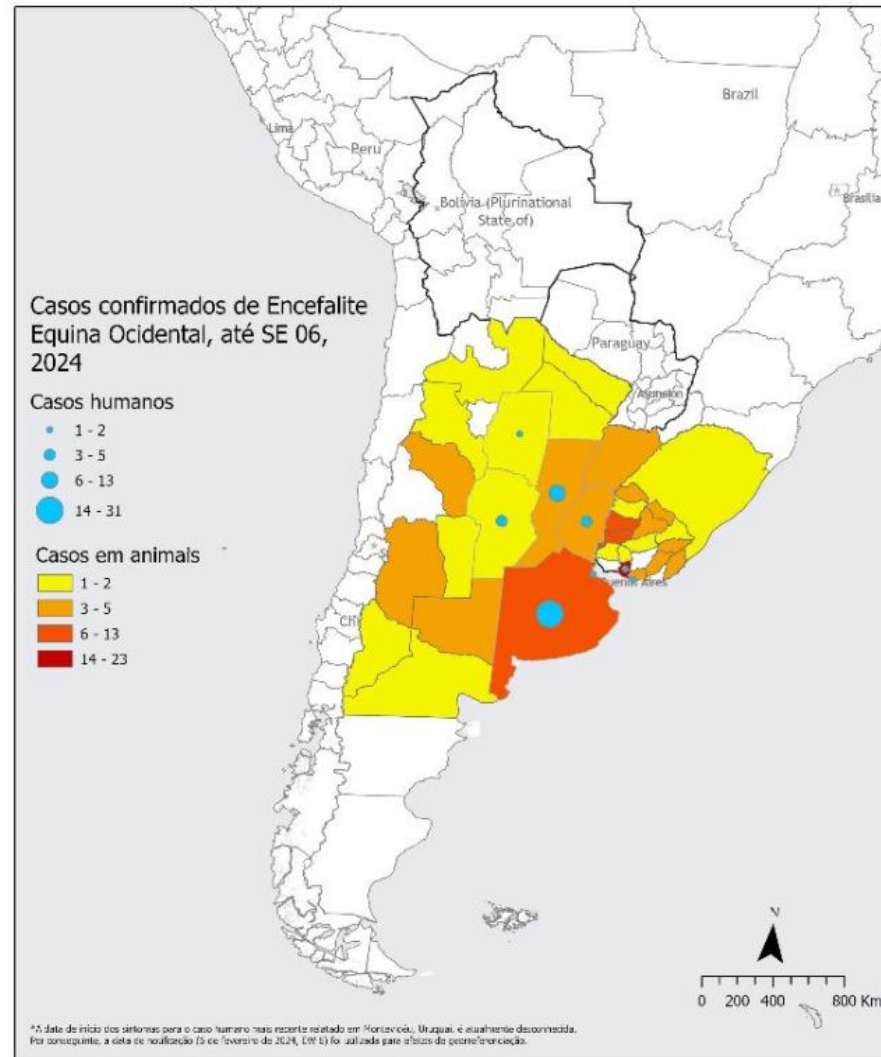 Brazil
Lima
Peru
Brasília
Bolivia (Plurinational
State of)
Casos confirmados de Encefalite
Equina Ocidental, até SE 06,
2024
Paraguay
Casos humanos
1 - 2
3 - 5
6 - 13
14 - 31
Casos em animais
1 - 2
3 - 5
6 - 13
14 - 23
Buenos Aires
N
0 200 400 800 Km
*A data de início dos sintomas para o caso humano mais recente relatado em Montevidéu, Uruguai, é atualmente desconhecida.
Por conseguinte, a data de notificação (5 de fevereiro de 2024, EW 6) foi utilizada para efeitos de georreferenciação.